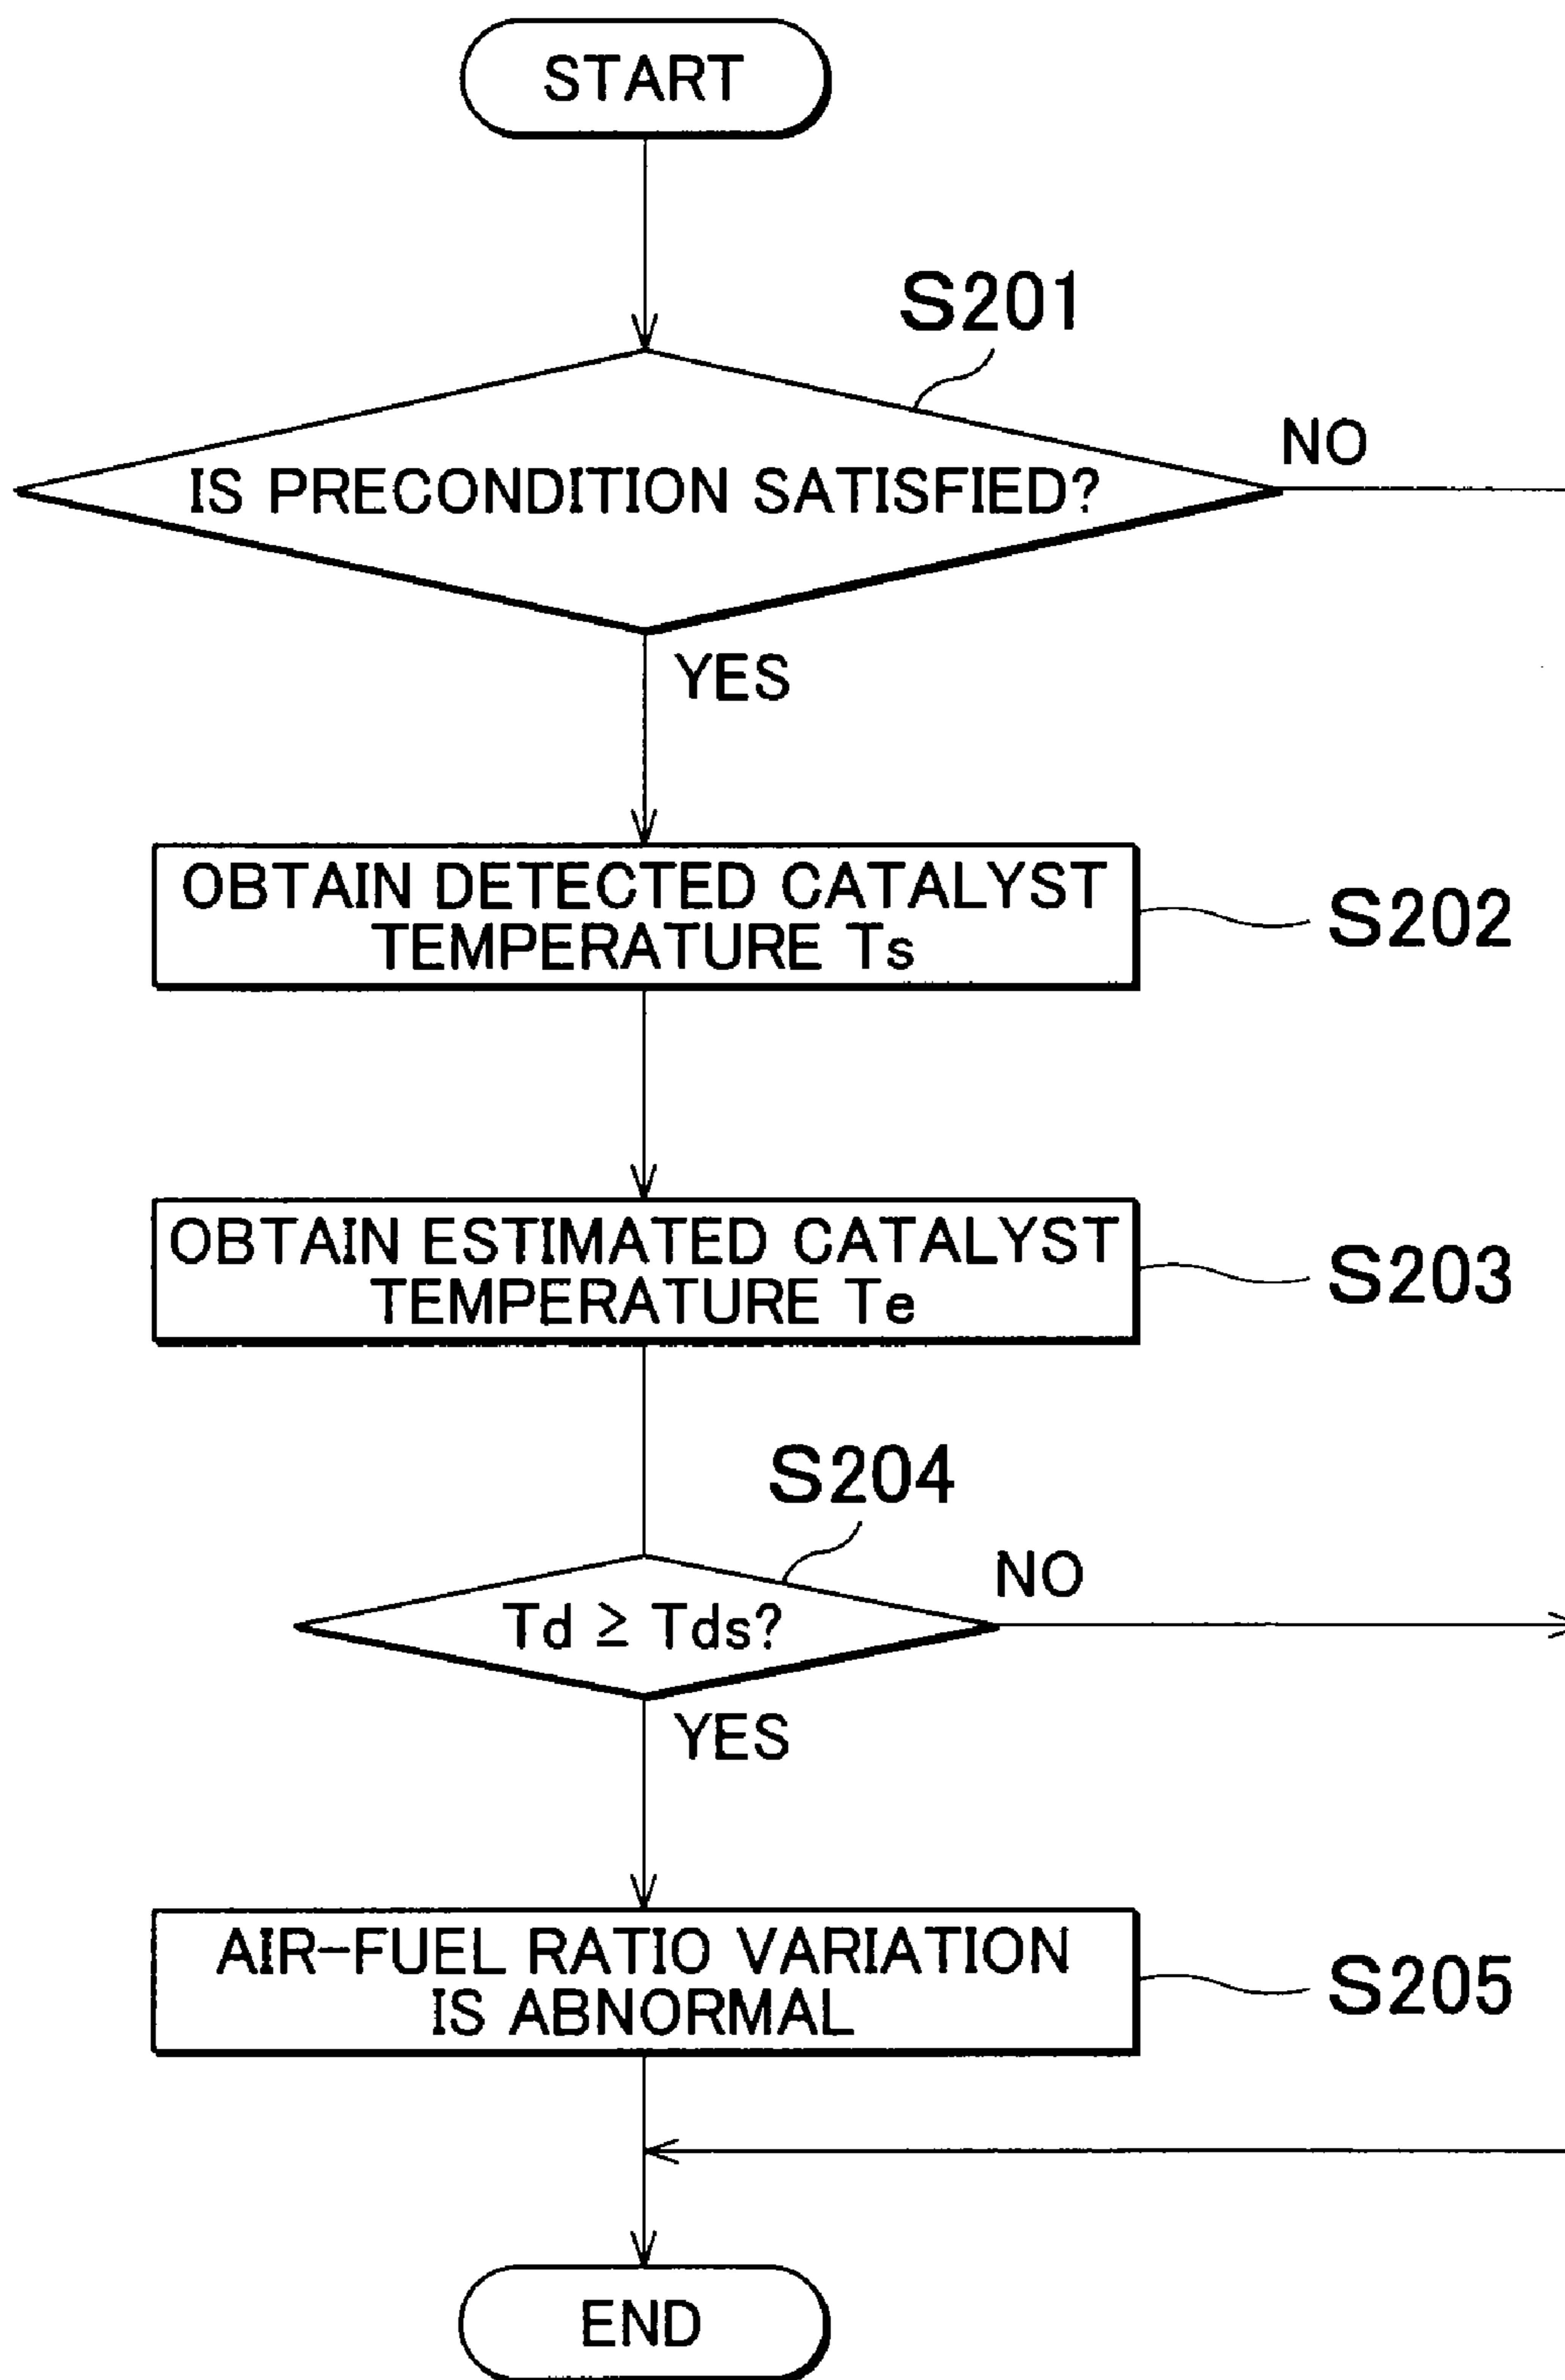 START
S201
IS PRECONDITION SATISFIED?
NO
YES
OBTAIN DETECTED CATALYST
TEMPERATURE Ts
S202
OBTAIN ESTIMATED CATALYST
TEMPERATURE Te
S203
S204
Td ≥ Tds?
NO
YES
AIR-FUEL RATIO VARIATION
IS ABNORMAL
S205
END